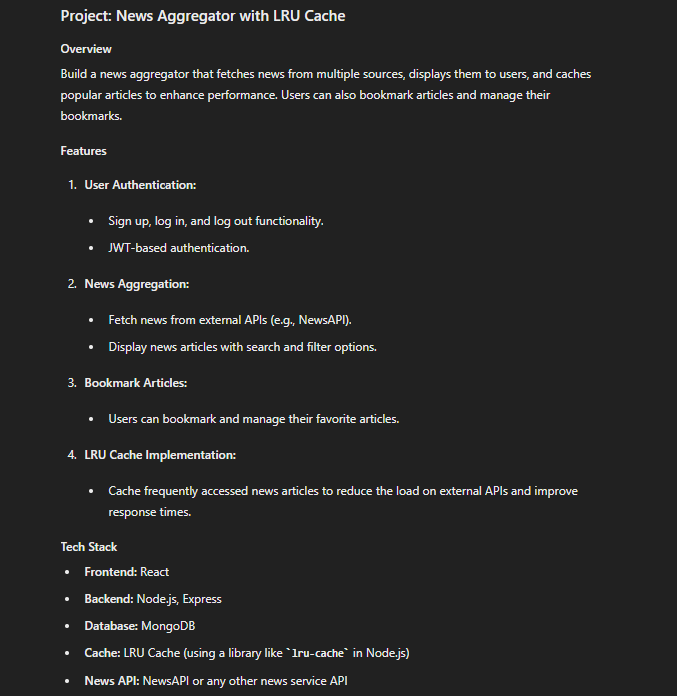 Project: News Aggregator with LRU Cache
Overview
Build a news aggregator that fetches news from multiple sources, displays them to users, and caches
popular articles to enhance performance. Users can also bookmark articles and manage their
bookmarks.
Features
1. User Authentication:
• Sign up, log in, and log out functionality.
• JWT-based authentication.
2. News Aggregation:
• Fetch news from external APIs (e.g., NewsAPI).
• Display news articles with search and filter options.
3. Bookmark Articles:
• Users can bookmark and manage their favorite articles.
4. LRU Cache Implementation:
• Cache frequently accessed news articles to reduce the load on external APIs and improve
response times.
Tech Stack
• Frontend: React
• Backend: Node.js, Express
• Database: MongoDB
• Cache: LRU Cache (using a library like `lru-cache` in Node.js)
• News API: NewsAPI or any other news service API